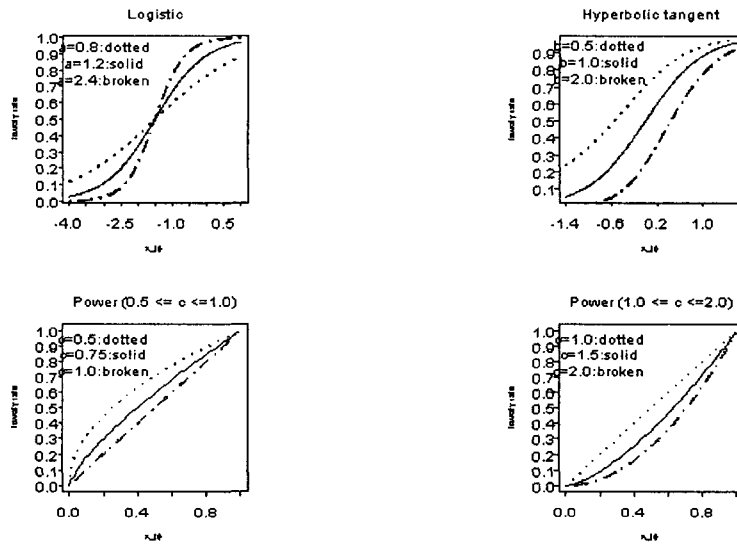 Logistic
a=0.8:dotted
a=1.2:solid
a=2.4:broken
1.0
0.9
0.8
0.7
0.6
0.5
0.4
0.3
0.2
0.1
0.0
-4.0 -2.5 -1.0 0.5
Hyperbolic tangent
b=0.5:dotted
b=1.0:solid
b=2.0:broken
1.0
0.9
0.8
0.7
0.6
0.5
0.4
0.3
0.2
0.1
-1.4 -0.6 0.2 1.0
Power (0.5 <= c <=1.0)
c=0.5:dotted
c=0.75:solid
c=1.0:broken
1.0
0.9
0.8
0.7
0.6
0.5
0.4
0.3
0.2
0.1
0.0
0.0 0.4 0.8
Power (1.0 <= c <=2.0)
c=1.0:dotted
c=1.5:solid
c=2.0:broken
1.0
0.9
0.8
0.7
0.6
0.5
0.4
0.3
0.2
0.1
0.0
0.0 0.4 0.8